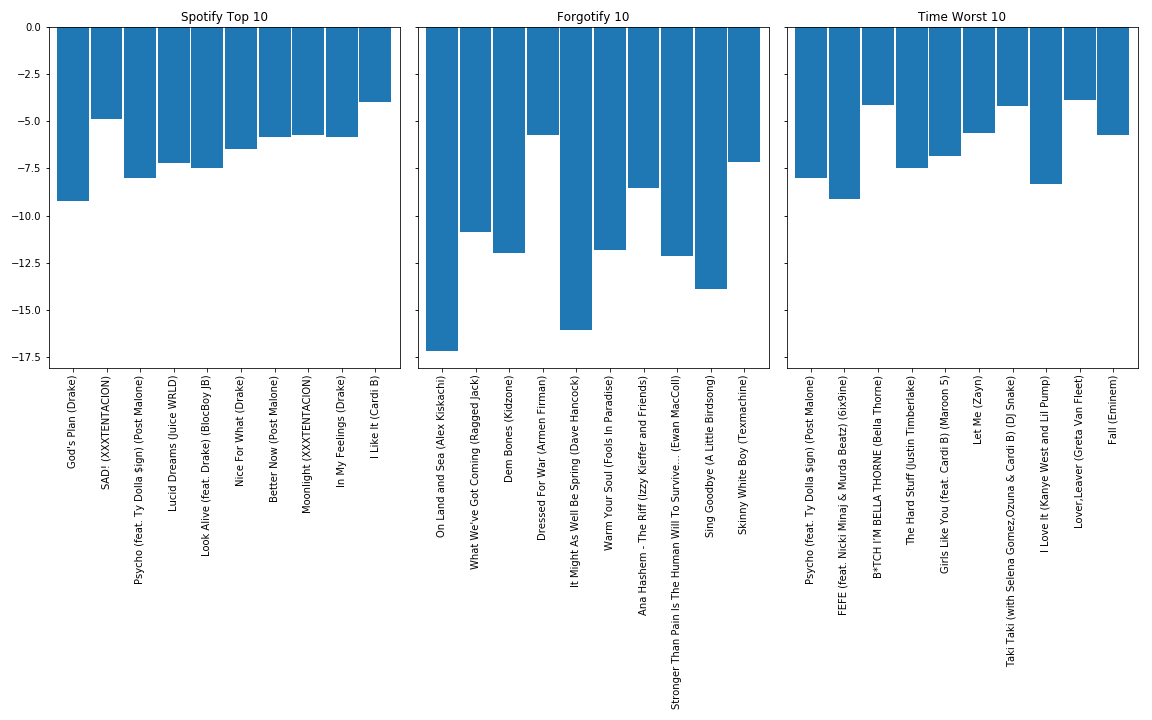 Spotify Top 10
Forgotify 10
Time Worst 10
0.0
−2.5
−5.0
−7.5
−10.0
−12.5
−15.0
−17.5
God's Plan (Drake)
SAD! (XXXTENTACION)
Psycho (feat. Ty Dolla $ign) (Post Malone)
Lucid Dreams (Juice WRLD)
Look Alive (feat. Drake) (BlocBoy JB)
Nice For What (Drake)
Better Now (Post Malone)
Moonlight (XXXTENTACION)
In My Feelings (Drake)
I Like It (Cardi B)
On Land and Sea (Alex Kiskachi)
What We've Got Coming (Ragged Jack)
Dem Bones (Kidzone)
Dressed For War (Armen Firman)
It Might As Well Be Spring (Dave Hancock)
Warm Your Soul (Fools In Paradise)
Ana Hashem - The Riff (Izzy Kieffer and Friends)
Stronger Than Pain Is The Human Will To Survive... (Ewan MacColl)
Sing Goodbye (A Little Birdsong)
Skinny White Boy (Texmachine)
Psycho (feat. Ty Dolla $ign) (Post Malone)
FEFE (feat. Nicki Minaj & Murda Beatz) (6ix9ine)
B*TCH I'M BELLA THORNE (Bella Thorne)
The Hard Stuff (Justin Timberlake)
Girls Like You (feat. Cardi B) (Maroon 5)
Let Me (Zayn)
Taki Taki (with Selena Gomez,Ozuna & Cardi B) (DJ Snake)
I Love It (Kanye West and Lil Pump)
Lover,Leaver (Greta Van Fleet)
Fall (Eminem)